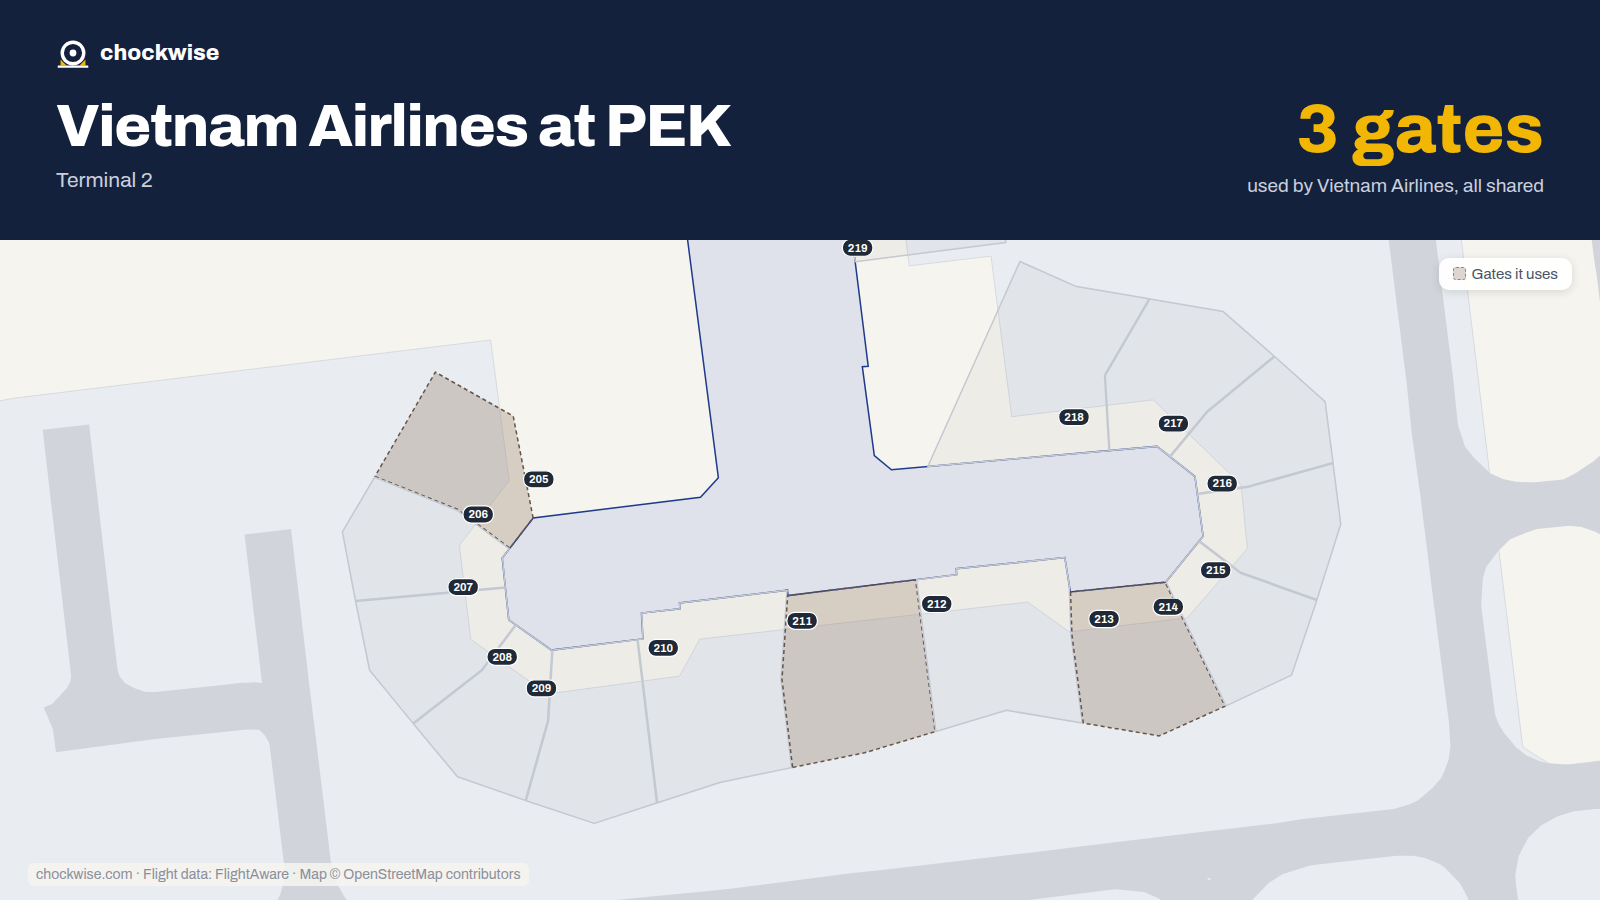 chockwise
Vietnam Airlines at PEK
Terminal 2
3 gates
used by Vietnam Airlines, all shared
Gates it uses
219
218
217
216
215
214
213
212
211
210
209
208
207
206
205
chockwise.com · Flight data: FlightAware · Map © OpenStreetMap contributors